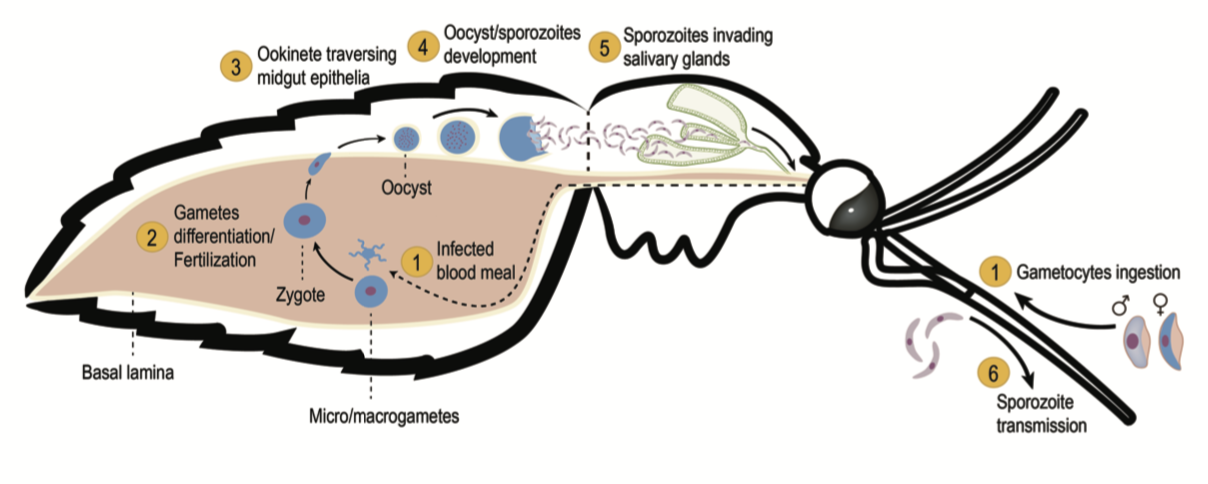 3
Ookinete traversing
midgut epithelia
4
Oocyst/sporozoites
development
5
Sporozoites invading
salivary glands
Oocyst
2
Gametes
differentiation/
Fertilization
1
Infected
blood meal
Zygote
Basal lamina
Micro/macrogametes
1
Gametocytes ingestion
♂ ♀
6
Sporozoite
transmission